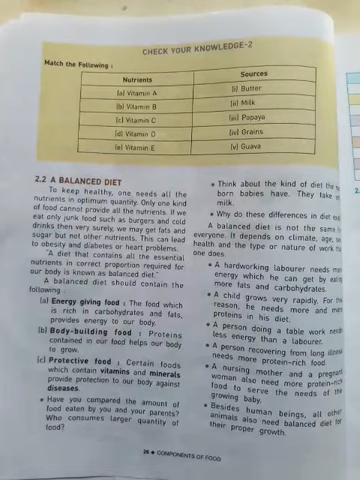 CHECK YOUR KNOWLEDGE-2
Match the Following :
Nutrients Sources
(a) Vitamin A (i) Butter
(b) Vitamin B (ii) Milk
(c) Vitamin C (iii) Papaya
(d) Vitamin D (iv) Grains
(e) Vitamin E (v) Guava
2.2 A BALANCED DIET
To keep healthy, one needs all the
nutrients in optimum quantity. Only one kind
of food cannot provide all the nutrients. If we
eat only junk food such as burgers and cold
drinks then very surely, we may get fats and
sugar but not other nutrients. This can lead
to obesity and diabetes or heart problems.
"A diet that contains all the essential
nutrients in correct proportion required for
our body is known as balanced diet."
A balanced diet should contain the
following :
(a) Energy giving food : The food which
is rich in carbohydrates and fats,
provides energy to our body.
(b) Body-building food : Proteins
contained in our food helps our body
to grow.
(c) Protective food : Certain foods
which contain vitamins and minerals
provide protection to our body against
diseases.
• Have you compared the amount of
food eaten by you and your parents?
Who consumes larger quantity of
food?
• Think about the kind of diet the
born babies have. They take
milk.
• Why do these differences in diet
A balanced diet is not the same
everyone. It depends on climate, age,
health and the type or nature of work
one does.
• A hardworking labourer needs
energy which he can get by
more fats and carbohydrates.
• A child grows very rapidly. For
reason, he needs more and
proteins in his diet.
• A person doing a table work
less energy than a labourer.
• A person recovering from long
needs more protein-rich food.
• A nursing mother and a
woman also need more
food to serve the needs of the
growing baby.
• Besides human beings, all
animals also need balanced diet for
their proper growth.
26 ◆ COMPONENTS OF FOOD
2.